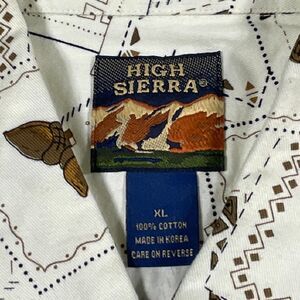 HIGH
SIERRA®
XL
100% COTTON
MADE IN KOREA
CARE ON REVERSE